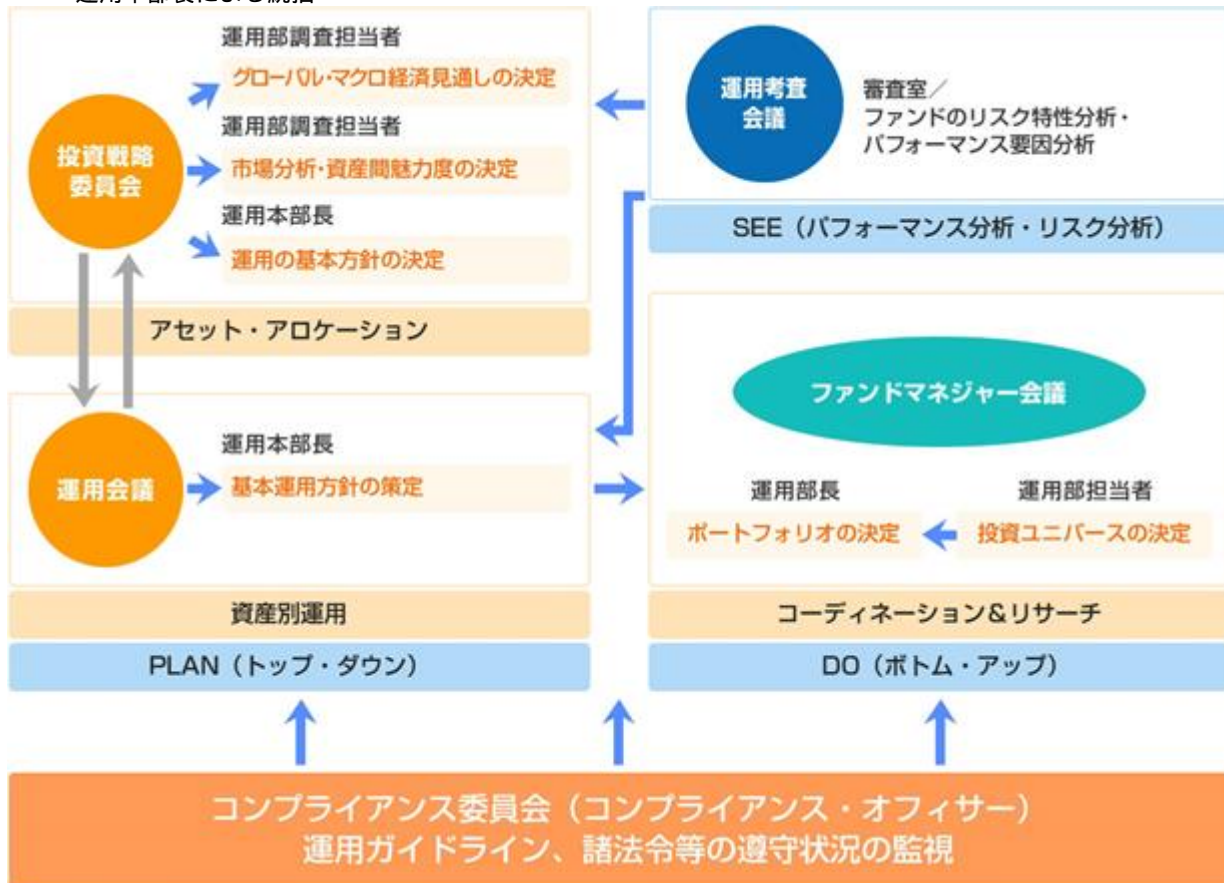 運用本部長による統括
運用部調査担当者
グローバル・マクロ経済見通しの決定
投資戦略
委員会
運用部調査担当者
市場分析・資産間魅力度の決定
運用本部長
運用の基本方針の決定
アセット・アロケーション
運用会議
運用本部長
基本運用方針の策定
資産別運用
PLAN（トップ・ダウン）
運用考査
会議
審査室／
ファンドのリスク特性分析・
パフォーマンス要因分析
SEE（パフォーマンス分析・リスク分析）
ファンドマネジャー会議
運用部長
ポートフォリオの決定
運用部担当者
投資ユニバースの決定
コーディネーション＆リサーチ
DO（ボトム・アップ）
コンプライアンス委員会（コンプライアンス・オフィサー）
運用ガイドライン、諸法令等の遵守状況の監視